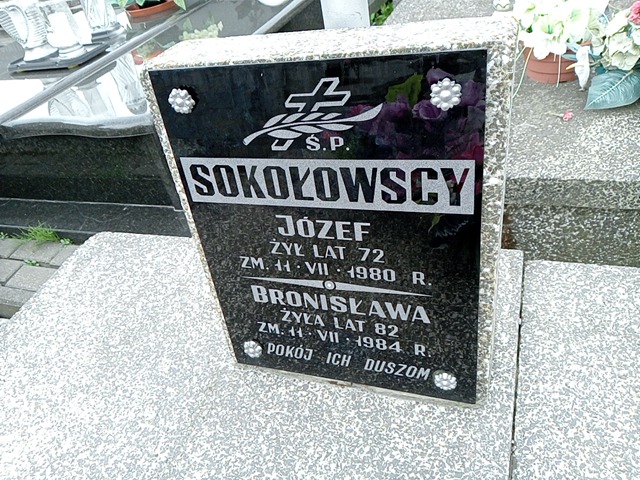 Ś.P.
SOKOŁOWSCY
JÓZEF
ŻYŁ LAT 72
ZM. 11 · VII · 1980 R.
BRONISŁAWA
ŻYŁA LAT 82
ZM. 11 · VII · 1984 R.
POKÓJ ICH DUSZOM